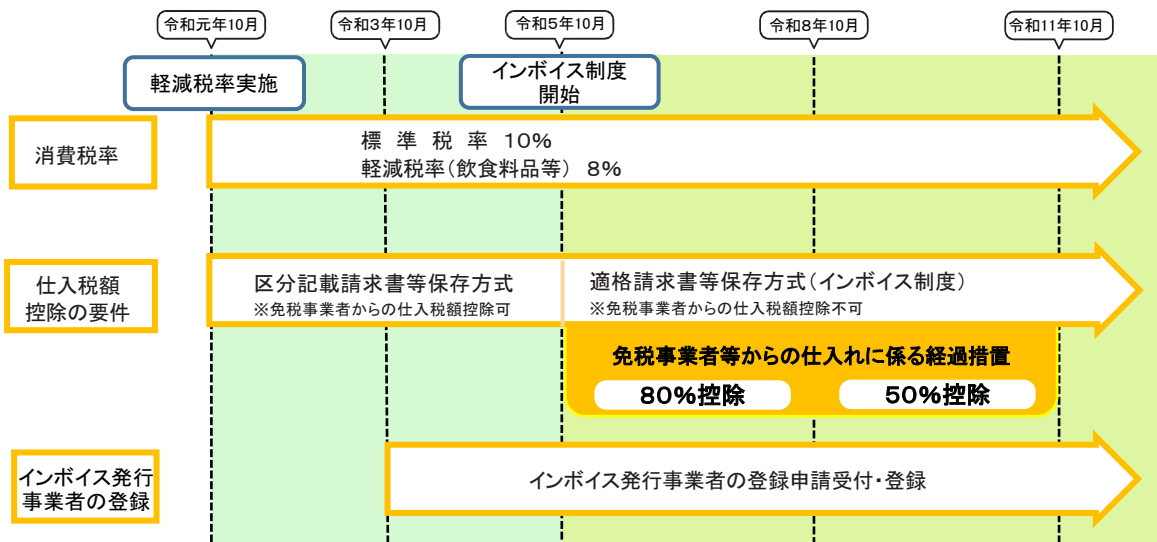 令和元年10月
令和3年10月
令和5年10月
令和8年10月
令和11年10月
軽減税率実施
インボイス制度
開始
消費税率
標準税率 10%
軽減税率(飲食料品等) 8%
仕入税額
控除の要件
区分記載請求書等保存方式
※免税事業者からの仕入税額控除可
適格請求書等保存方式(インボイス制度)
※免税事業者からの仕入税額控除不可
免税事業者等からの仕入れに係る経過措置
80%控除
50%控除
インボイス発行
事業者の登録
インボイス発行事業者の登録申請受付・登録